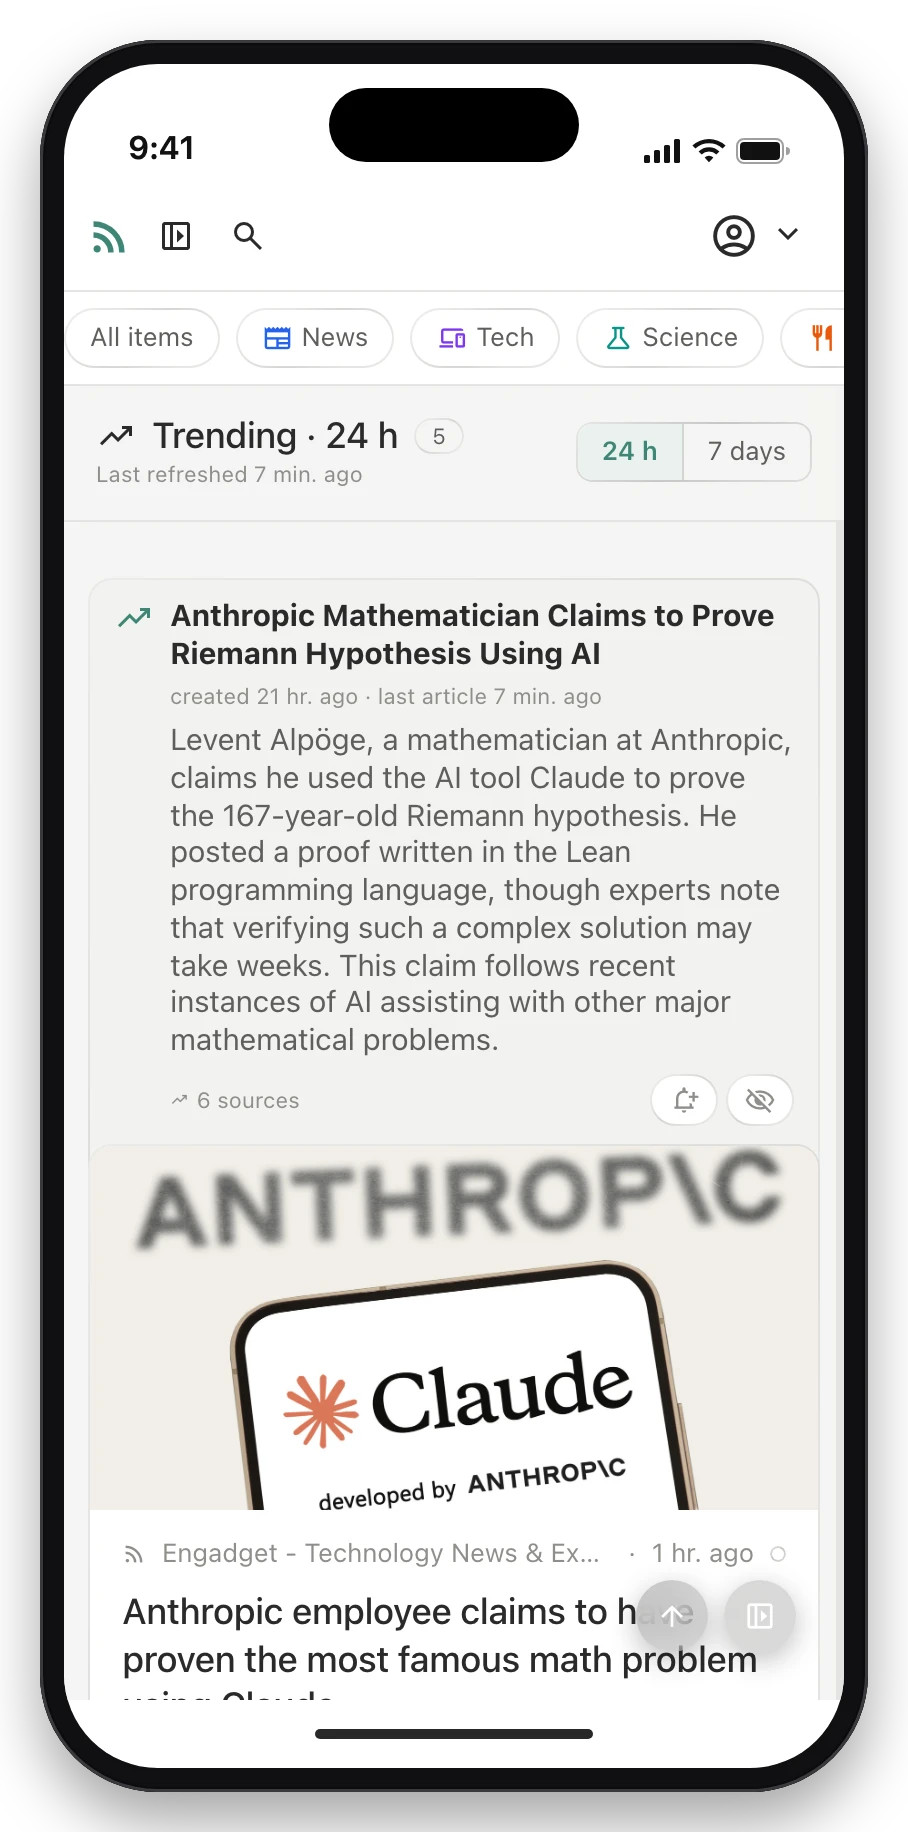 9:41
All items
News
Tech
Science
Trending · 24 h
5
Last refreshed 7 min. ago
24 h
7 days
Anthropic Mathematician Claims to Prove
Riemann Hypothesis Using AI
created 21 hr. ago · last article 7 min. ago
Levent Alpöge, a mathematician at Anthropic,
claims he used the AI tool Claude to prove
the 167-year-old Riemann hypothesis. He
posted a proof written in the Lean
programming language, though experts note
that verifying such a complex solution may
take weeks. This claim follows recent
instances of AI assisting with other major
mathematical problems.
6 sources
ANTHROP\C
Claude
developed by ANTHROP\C
Engadget - Technology News & Ex... · 1 hr. ago
Anthropic employee claims to have
proven the most famous math problem
using Claude